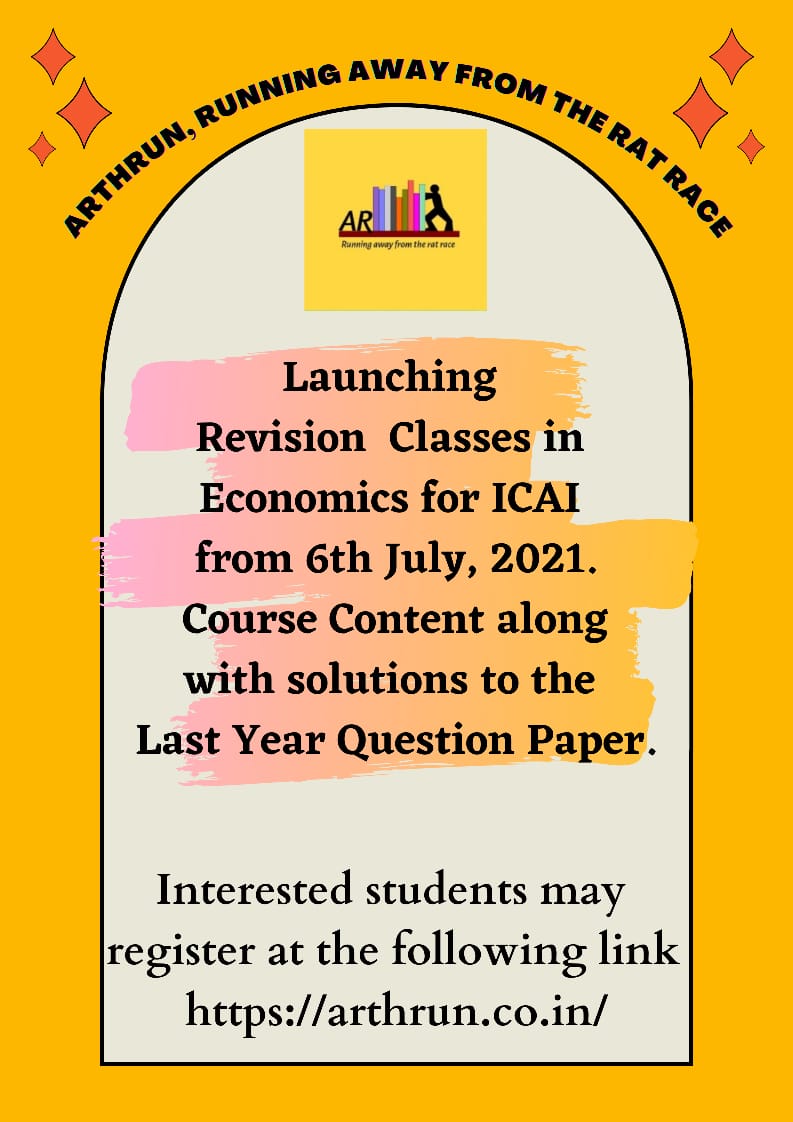 ARTHRUN, RUNNING AWAY FROM THE RAT RACE
AR
Running away from the rat race
Launching
Revision Classes in
Economics for ICAI
from 6th July, 2021.
Course Content along
with solutions to the
Last Year Question Paper.
Interested students may
register at the following link
https://arthrun.co.in/